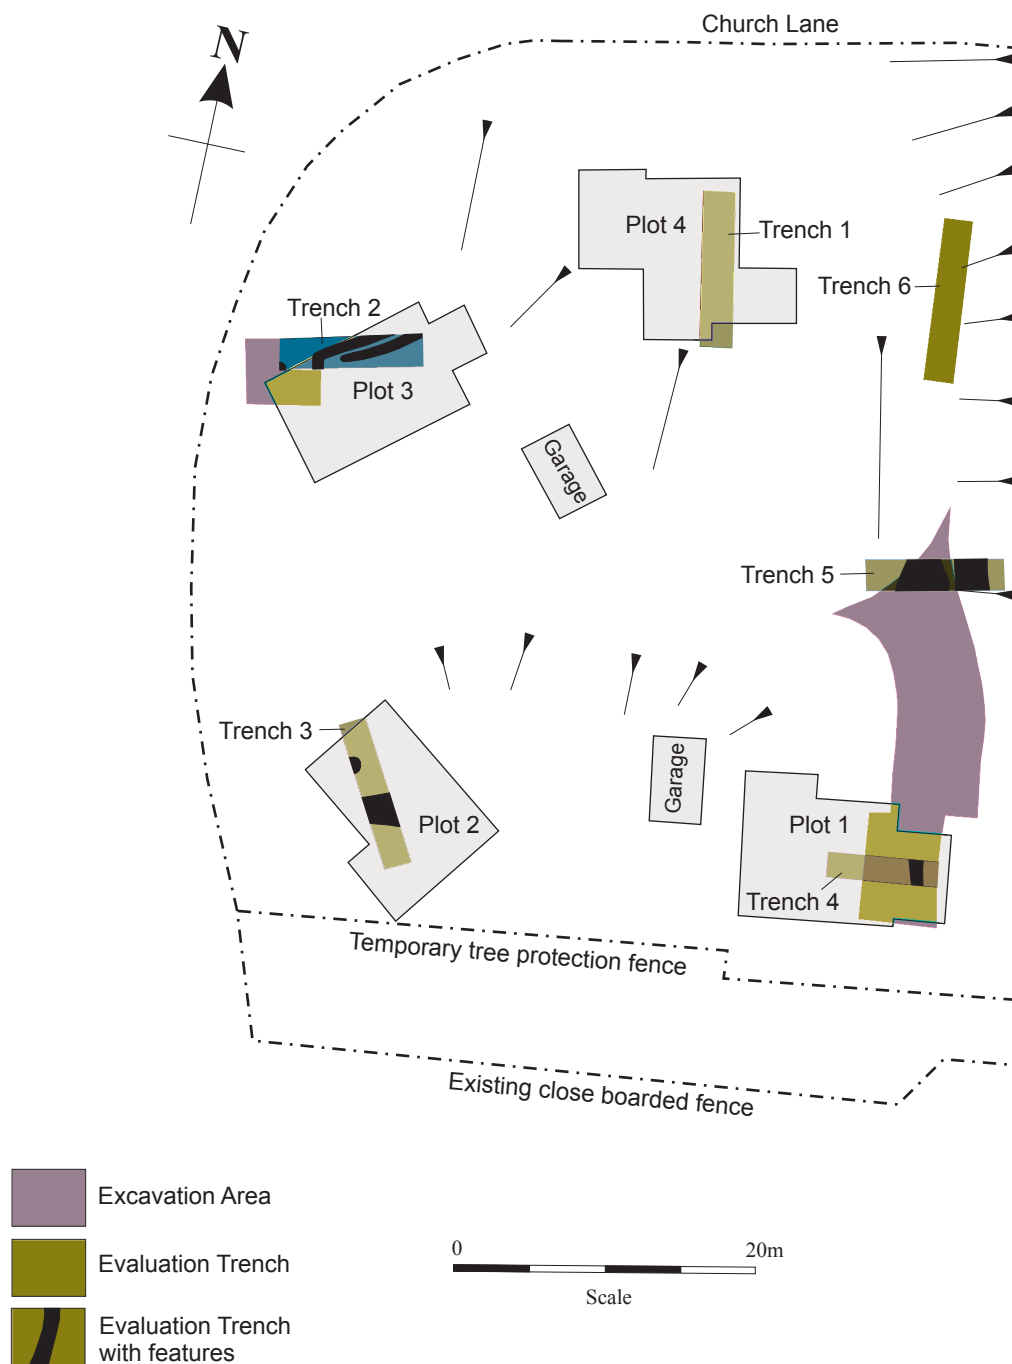 Church Lane
N
Plot 4
Trench 1
Trench 6
Trench 2
Plot 3
Garage
Trench 5
Trench 3
Plot 2
Garage
Plot 1
Trench 4
Temporary tree protection fence
Existing close boarded fence
Excavation Area
Evaluation Trench
Evaluation Trench
with features
0
20m
Scale